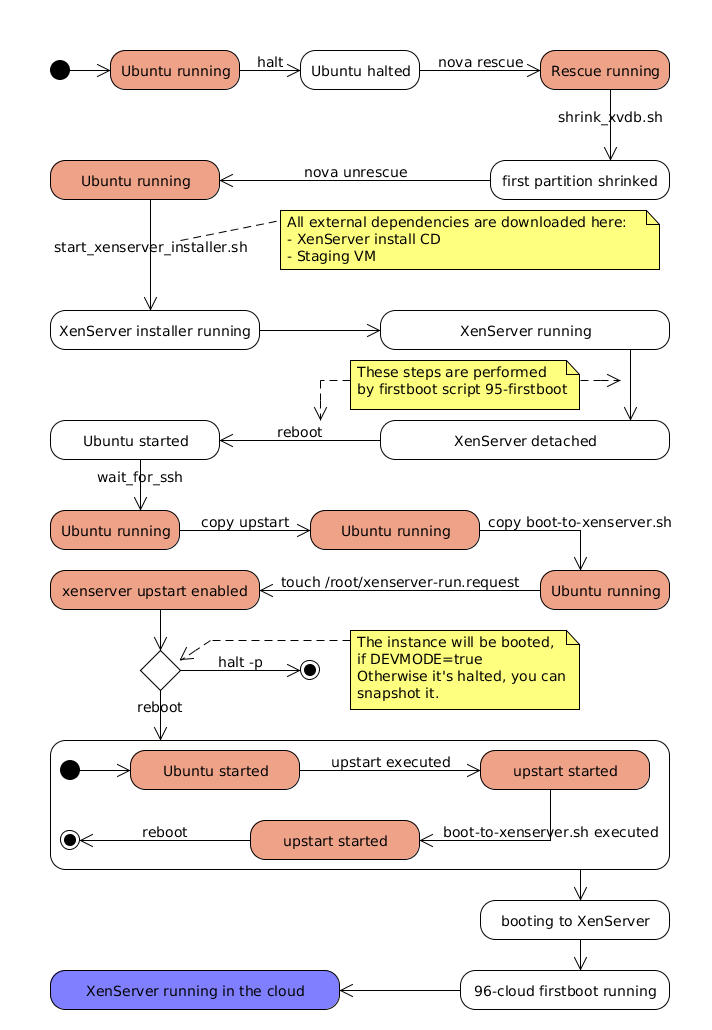 Ubuntu running
halt
Ubuntu halted
nova rescue
Rescue running
shrink_xvdb.sh
Ubuntu running
nova unrescue
first partition shrinked
start_xenserver_installer.sh
All external dependencies are downloaded here:
- XenServer install CD
- Staging VM
XenServer installer running
XenServer running
These steps are performed
by firstboot script 95-firstboot
Ubuntu started
reboot
XenServer detached
wait_for_ssh
Ubuntu running
copy upstart
Ubuntu running
copy boot-to-xenserver.sh
xenserver upstart enabled
touch /root/xenserver-run.request
Ubuntu running
The instance will be booted,
if DEVMODE=true
Otherwise it's halted, you can
snapshot it.
halt -p
reboot
Ubuntu started
upstart executed
upstart started
reboot
upstart started
boot-to-xenserver.sh executed
booting to XenServer
XenServer running in the cloud
96-cloud firstboot running